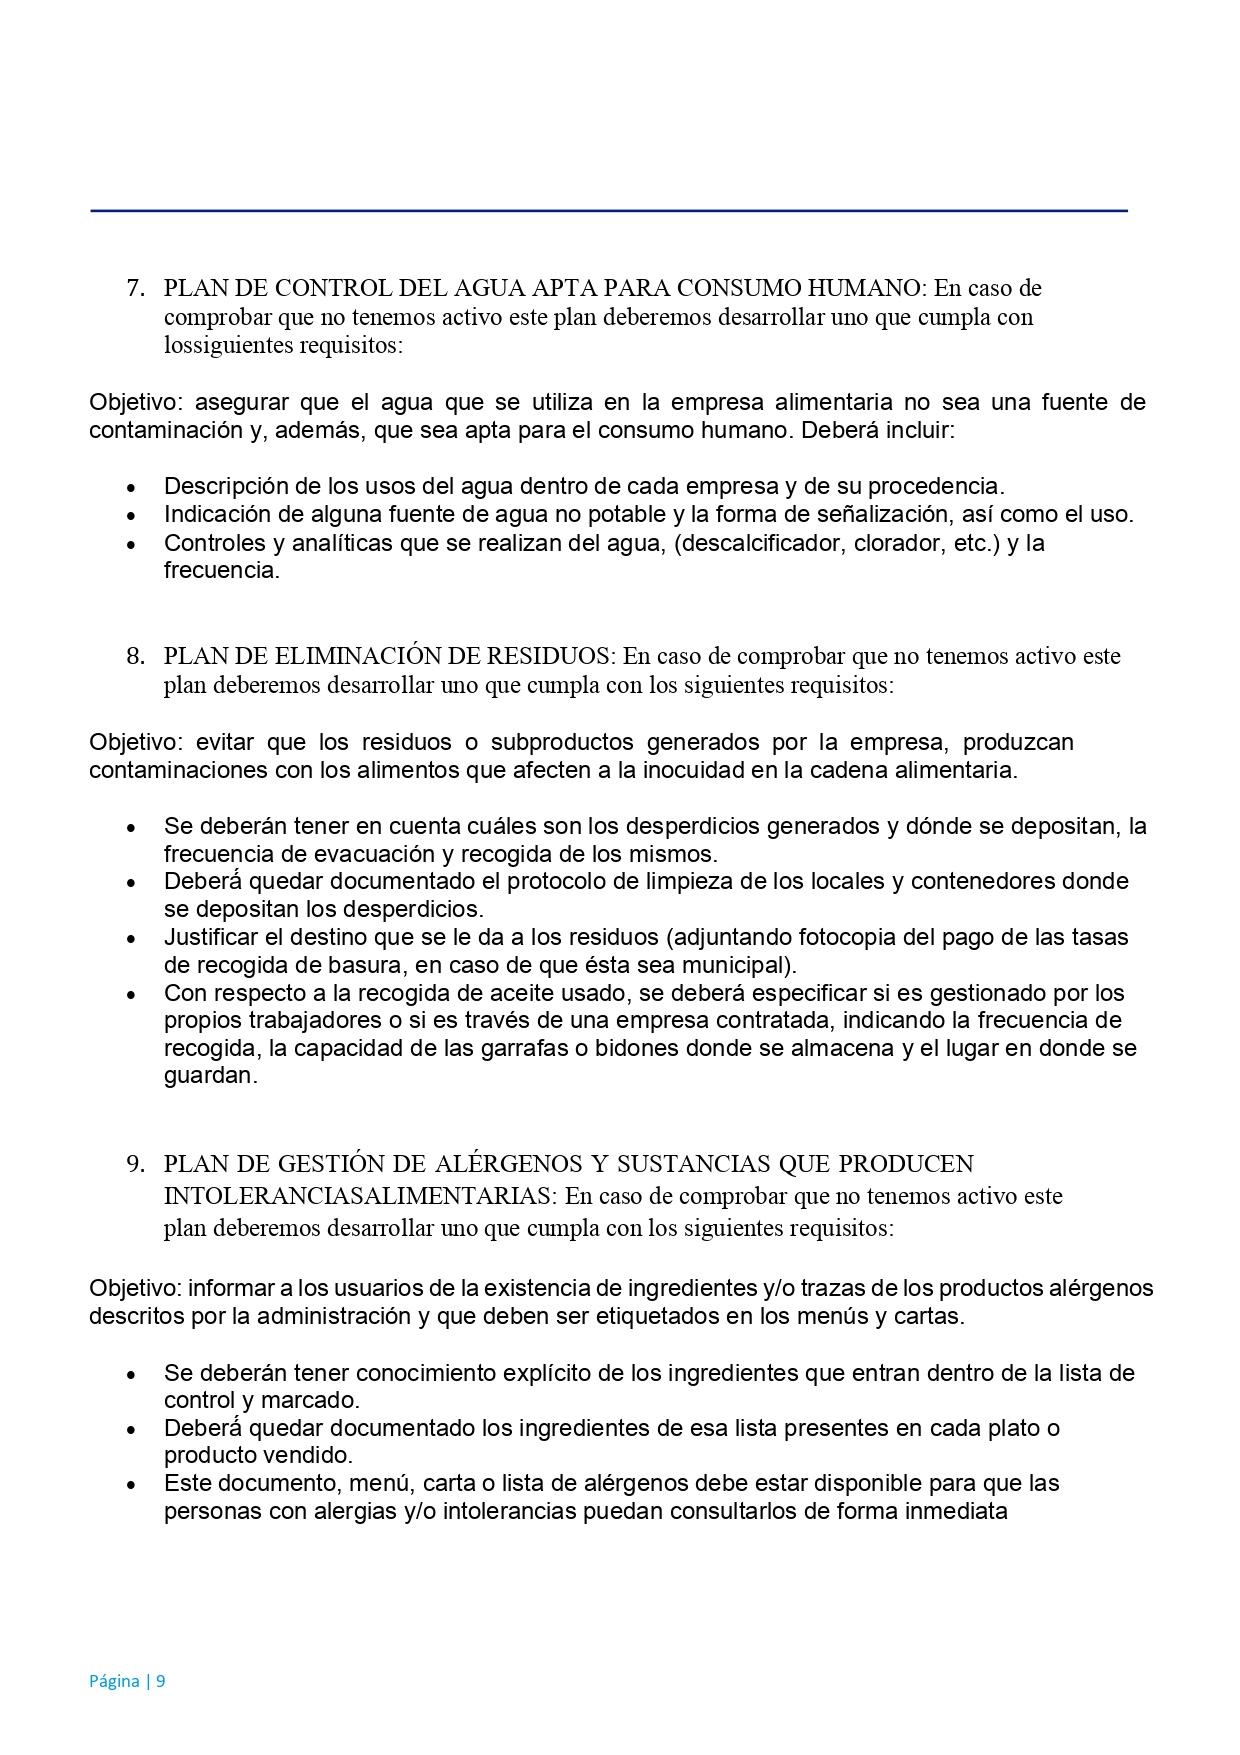 7. PLAN DE CONTROL DEL AGUA APTA PARA CONSUMO HUMANO: En caso de
comprobar que no tenemos activo este plan deberemos desarrollar uno que cumpla con
lossiguientes requisitos:
Objetivo: asegurar que el agua que se utiliza en la empresa alimentaria no sea una fuente de
contaminación y, además, que sea apta para el consumo humano. Deberá incluir:
• Descripción de los usos del agua dentro de cada empresa y de su procedencia.
• Indicación de alguna fuente de agua no potable y la forma de señalización, así como el uso.
• Controles y analíticas que se realizan del agua, (descalcificador, clorador, etc.) y la
frecuencia.
8. PLAN DE ELIMINACIÓN DE RESIDUOS: En caso de comprobar que no tenemos activo este
plan deberemos desarrollar uno que cumpla con los siguientes requisitos:
Objetivo: evitar que los residuos o subproductos generados por la empresa, produzcan
contaminaciones con los alimentos que afecten a la inocuidad en la cadena alimentaria.
• Se deberán tener en cuenta cuáles son los desperdicios generados y dónde se depositan, la
frecuencia de evacuación y recogida de los mismos.
• Deberá quedar documentado el protocolo de limpieza de los locales y contenedores donde
se depositan los desperdicios.
• Justificar el destino que se le da a los residuos (adjuntando fotocopia del pago de las tasas
de recogida de basura, en caso de que ésta sea municipal).
• Con respecto a la recogida de aceite usado, se deberá especificar si es gestionado por los
propios trabajadores o si es través de una empresa contratada, indicando la frecuencia de
recogida, la capacidad de las garrafas o bidones donde se almacena y el lugar en donde se
guardan.
9. PLAN DE GESTIÓN DE ALÉRGENOS Y SUSTANCIAS QUE PRODUCEN
INTOLERANCIASALIMENTARIAS: En caso de comprobar que no tenemos activo este
plan deberemos desarrollar uno que cumpla con los siguientes requisitos:
Objetivo: informar a los usuarios de la existencia de ingredientes y/o trazas de los productos alérgenos
descritos por la administración y que deben ser etiquetados en los menús y cartas.
• Se deberán tener conocimiento explícito de los ingredientes que entran dentro de la lista de
control y marcado.
• Deberá quedar documentado los ingredientes de esa lista presentes en cada plato o
producto vendido.
• Este documento, menú, carta o lista de alérgenos debe estar disponible para que las
personas con alergias y/o intolerancias puedan consultarlos de forma inmediata
Página | 9